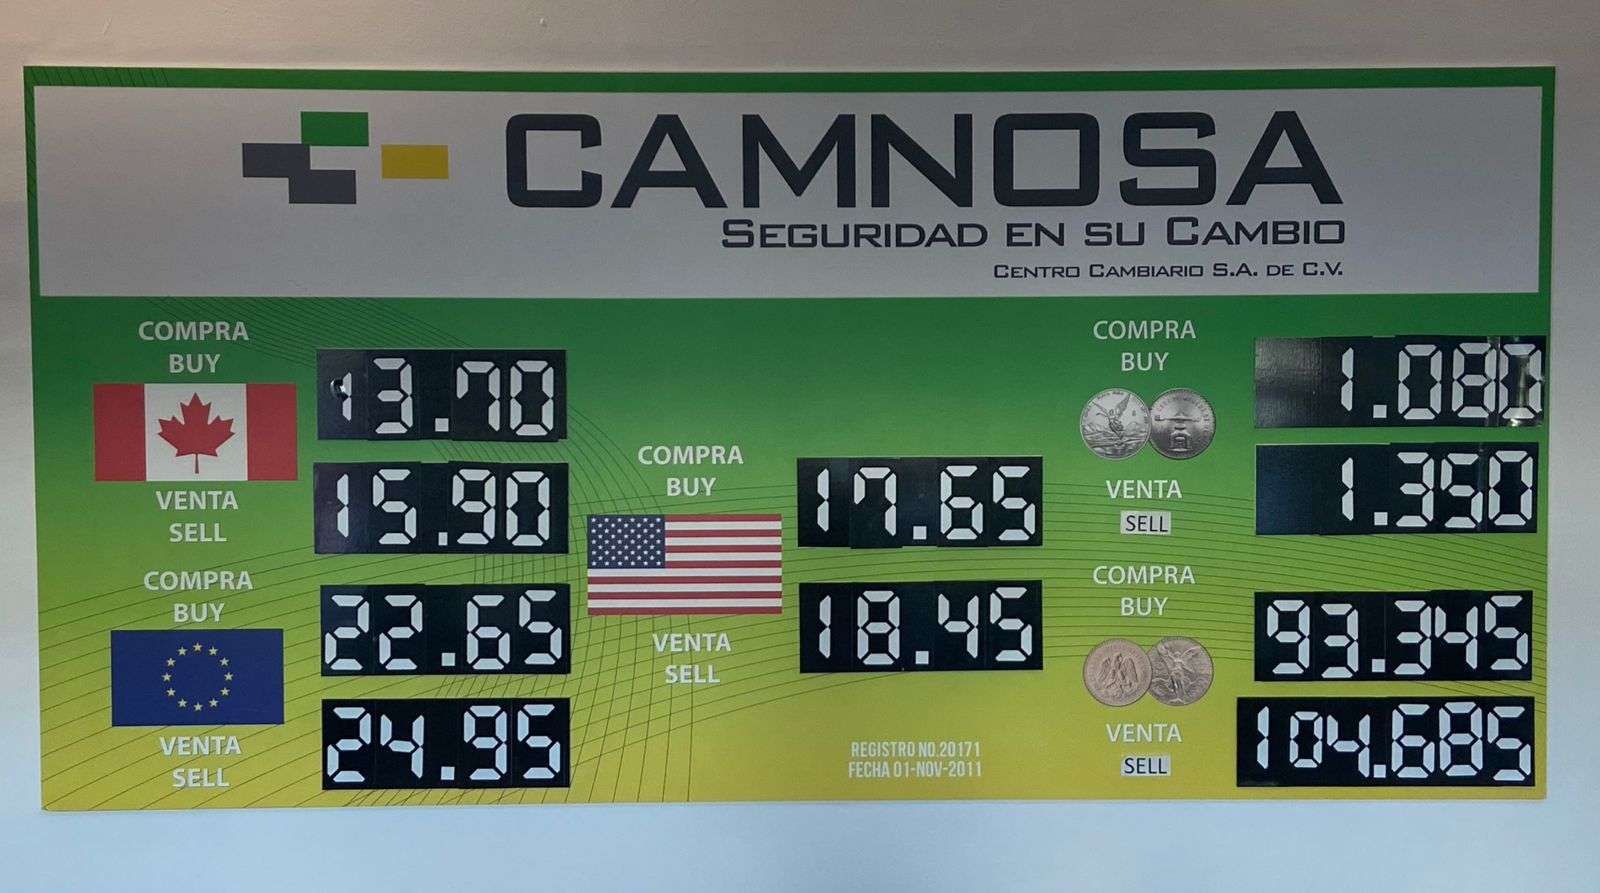 CAMNOSA
SEGURIDAD EN SU CAMBIO
CENTRO CAMBIARIO S.A. DE C.V.
COMPRA
BUY
13.70
VENTA
SELL
15.90
COMPRA
BUY
22.65
VENTA
SELL
24.95
COMPRA
BUY
17.65
VENTA
SELL
18.45
REGISTRO NO.20171
FECHA 01-NOV-2011
COMPRA
BUY
1.080
VENTA
SELL
1.350
COMPRA
BUY
93.345
VENTA
SELL
104.685